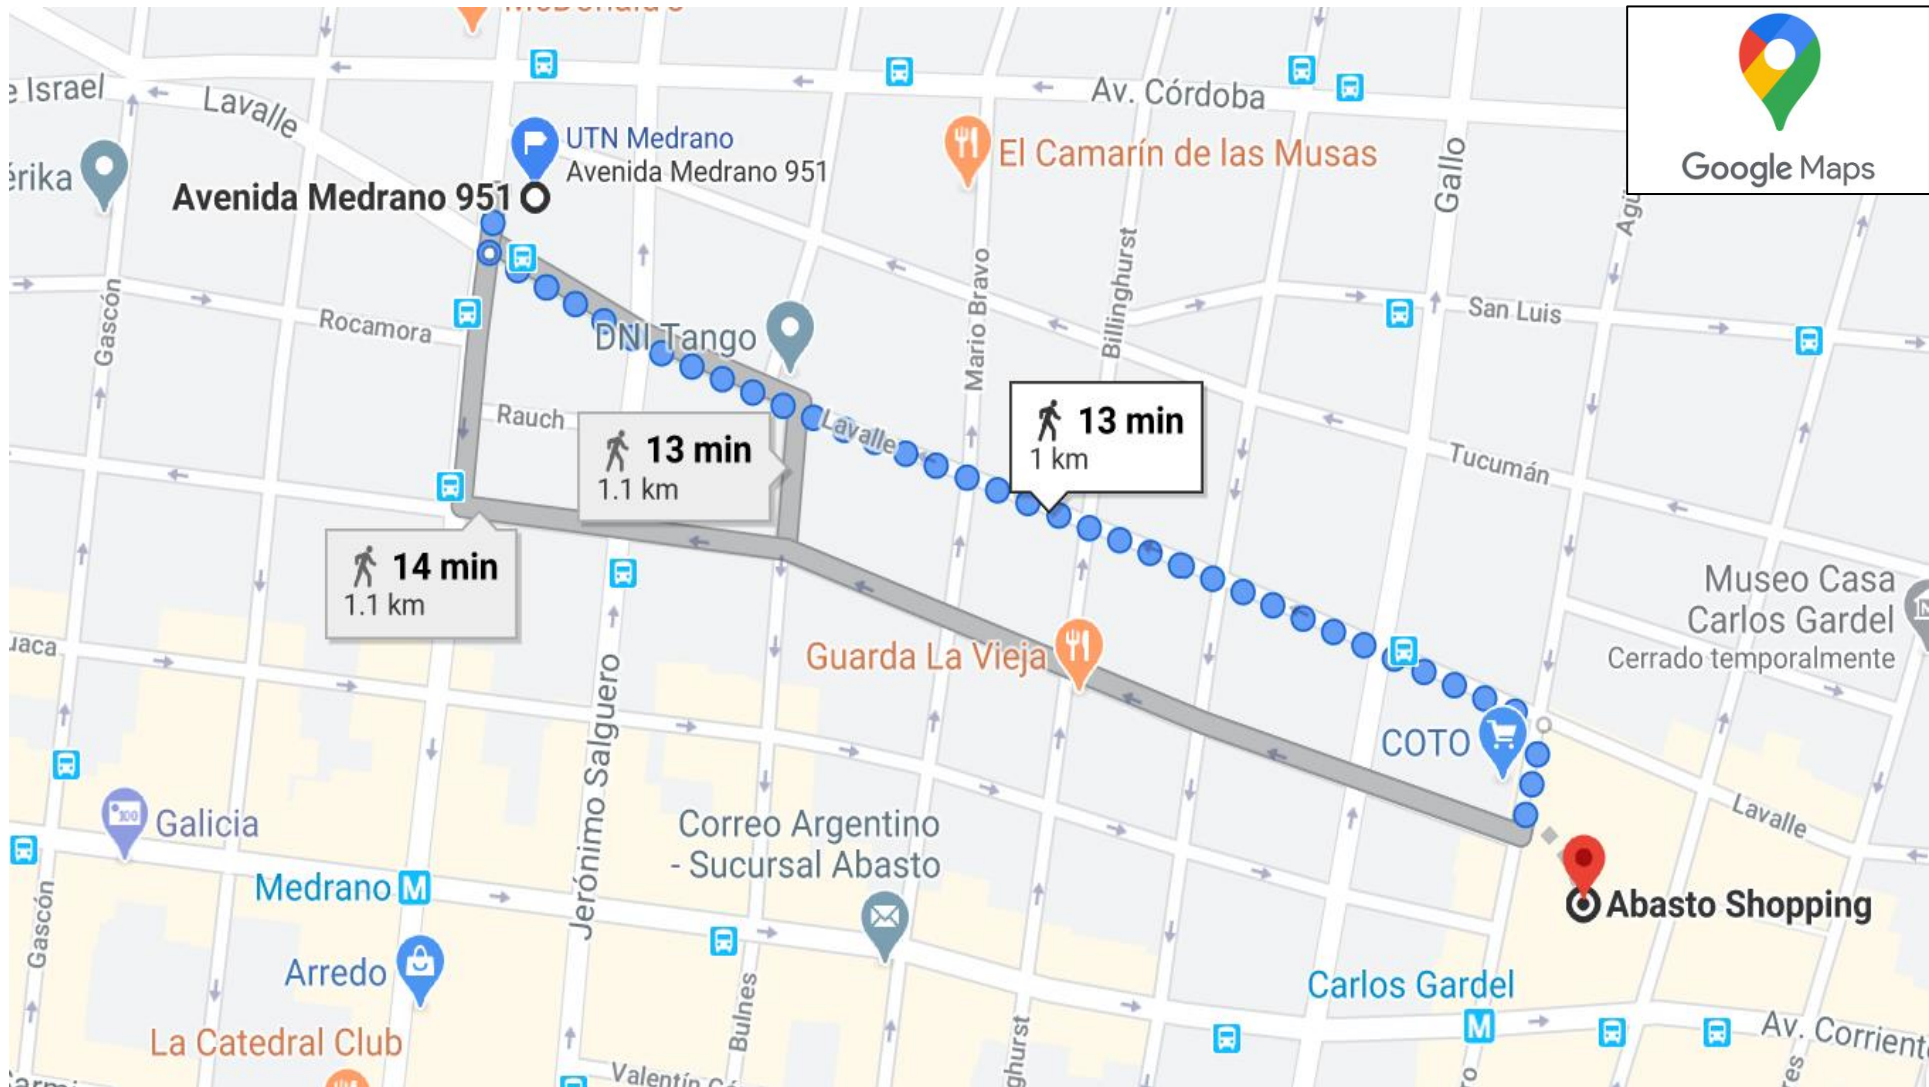 Av. Córdoba
Israel
Lavalle
UTN Medrano
Avenida Medrano 951
Avenida Medrano 951
El Camarín de las Musas
Gallo
Google Maps
Gascón
Rocamora
DNI Tango
Mario Bravo
Billinghurst
San Luis
Rauch
13 min
1.1 km
Lavalle
13 min
1 km
Tucumán
14 min
1.1 km
Museo Casa
Carlos Gardel
Cerrado temporalmente
Guarda La Vieja
Jerónimo Salguero
COTO
Lavalle
100
Galicia
Correo Argentino
- Sucursal Abasto
Medrano M
Abasto Shopping
Gascón
Arredo
Bulnes
Carlos Gardel
M
Av. Corrient
La Catedral Club
Valentín